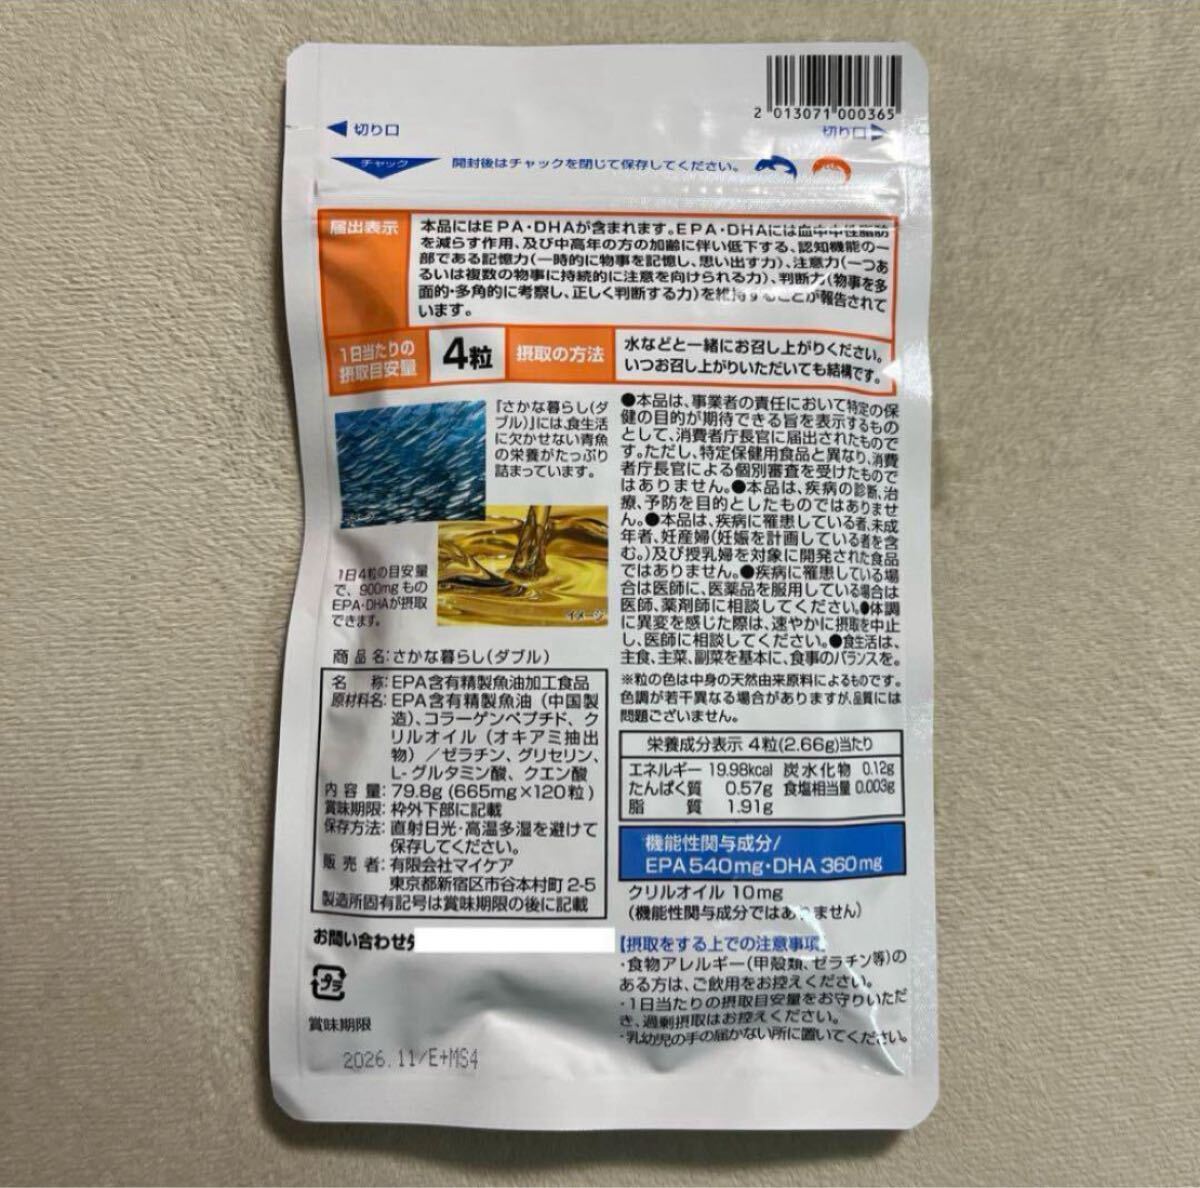 2 013071 000365
切り口
切り口
チャック
開封後はチャックを閉じて保存してください。
届出表示
本品にはEPA・DHAが含まれます。EPA・DHAには血中中性脂肪
を減らす作用、及び中高年の方の加齢に伴い低下する、認知機能の一
部である記憶力(一時的に物事を記憶し、思い出す力)、注意力(一つあ
るいは複数の物事に持続的に注意を向けられる力)、判断力(物事を多
面的・多角的に考察し、正しく判断する力)を維持することが報告されて
います。
1日当たりの
摂取目安量
4粒
摂取の方法
水などと一緒にお召し上がりください。
いつお召し上がりいただいても結構です。
『さかな暮らし(ダ
ブル)』には、食生活
に欠かせない青魚
の栄養がたっぷり
詰まっています。
イメージ
1日4粒の目安量
で、900mgもの
EPA・DHAが摂取
できます。
イメージ
商品名:さかな暮らし(ダブル)
名称:EPA含有精製魚油加工食品
原材料名:EPA含有精製魚油(中国製
造)、コラーゲンペプチド、ク
リルオイル(オキアミ抽出
物)/ゼラチン、グリセリン、
L-グルタミン酸、クエン酸
内容量:79.8g(665mg×120粒)
賞味期限:枠外下部に記載
保存方法:直射日光・高温多湿を避けて
保存してください。
販売者:有限会社マイケア
東京都新宿区市谷本村町2-5
製造所固有記号は賞味期限の後に記載
お問い合わせ
プラ
賞味期限
2026.11/E+MS4
●本品は、事業者の責任において特定の保
健の目的が期待できる旨を表示するもの
として、消費者庁長官に届出されたもので
す。ただし、特定保健用食品と異なり、消費
者庁長官による個別審査を受けたもので
はありません。●本品は、疾病の診断、治
療、予防を目的としたものではありませ
ん。●本品は、疾病に罹患している者、未成
年者、妊産婦(妊娠を計画している者を含
む。)及び授乳婦を対象に開発された食品
ではありません。●疾病に罹患している場
合は医師に、医薬品を服用している場合は
医師、薬剤師に相談してください。●体調
に異変を感じた際は、速やかに摂取を中止
し、医師に相談してください。●食生活は、
主食、主菜、副菜を基本に、食事のバランスを。
※粒の色は中身の天然由来原料によるものです。
色調が若干異なる場合がありますが、品質には
問題ございません。
栄養成分表示 4粒(2.66g)当たり
エネルギー 19.98kcal 炭水化物 0.12g
たんぱく質 0.57g 食塩相当量 0.003g
脂質 1.91g
機能性関与成分/
EPA540mg・DHA 360mg
クリルオイル 10mg
(機能性関与成分ではありません)
【摂取をする上での注意事項】
・食物アレルギー(甲殻類、ゼラチン等)の
ある方は、ご飲用をお控えください。
・1日当たりの摂取目安量をお守りいただ
き、過剰摂取はお控えください。
・乳幼児の手の届かない所に置いてください。